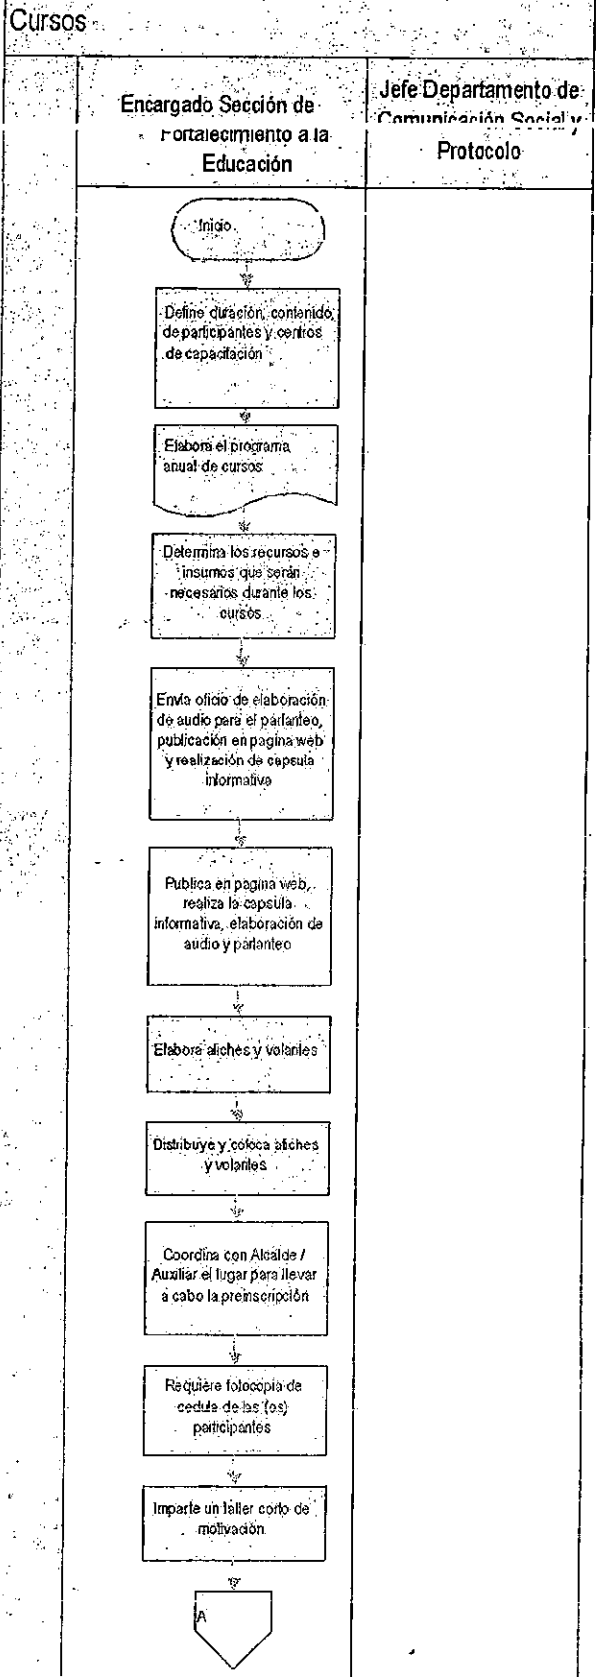 Cursos
Encargado Sección de
Fortalecimiento a la
Educación
Jefe Departamento de
Comunicación Social y
Protocolo
Inicio
Define duración, contenido,
de participantes y centros
de capacitación
Elabora el programa
anual de cursos
Determina los recursos e
insumos que serán
necesarios durante los
cursos
Envía oficio de elaboración
de audio para el parlanteo,
publicación en pagina web
y realización de capsula
informativa
Publica en pagina web,
realiza la capsula
informativa, elaboración de
audio y parlanteo
Elabora afiches y volantes
Distribuye y coloca afiches
y volantes
Coordina con Alcalde /
Auxiliar el lugar para llevar
a cabo la preinscripción
Requiere fotocopia de
cedula de las (os)
participantes
Imparte un taller corto de
motivación
A